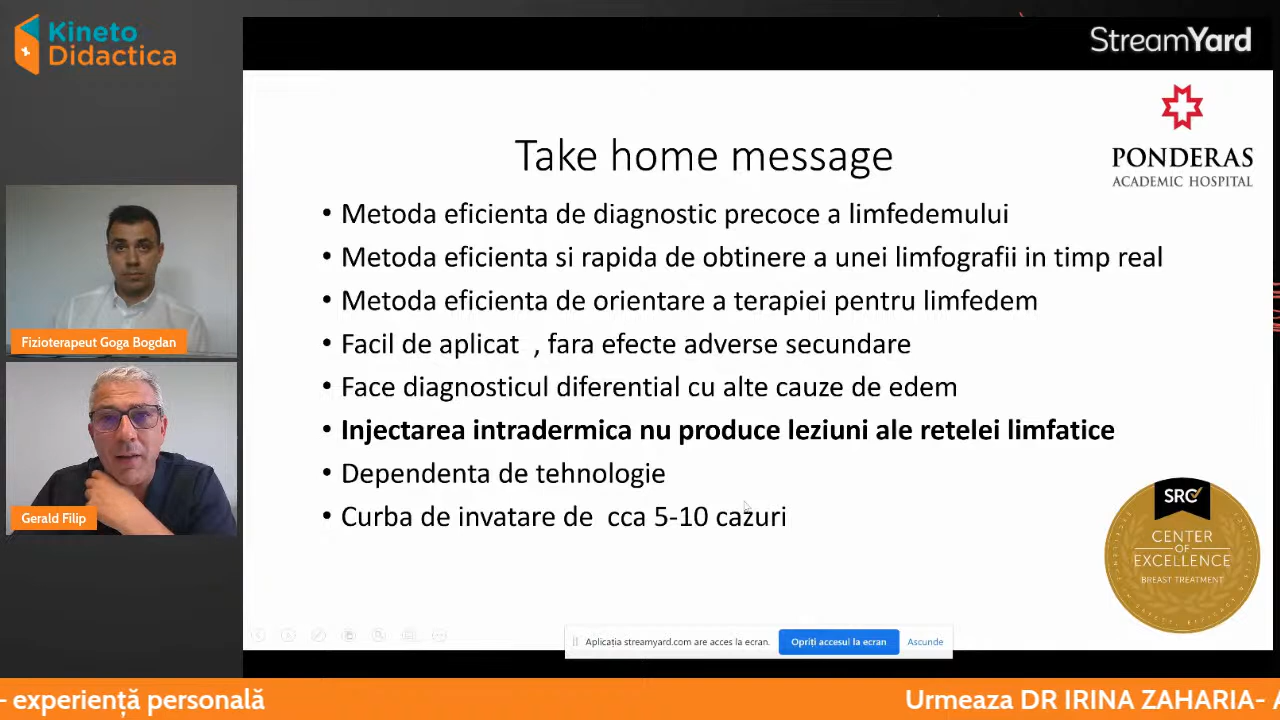 Kineto
Didactica
StreamYard
PONDERAS
ACADEMIC HOSPITAL
Take home message
• Metoda eficienta de diagnostic precoce a limfedemului
• Metoda eficienta si rapida de obtinere a unei limfografii in timp real
• Metoda eficienta de orientare a terapiei pentru limfedem
• Facil de aplicat , fara efecte adverse secundare
• Face diagnosticul diferential cu alte cauze de edem
• Injectarea intradermica nu produce leziuni ale retelei limfatice
• Dependenta de tehnologie
• Curba de invatare de cca 5-10 cazuri
Fizioterapeut Goga Bogdan
Gerald Filip
SRC
CENTER
OF
EXCELLENCE
BREAST TREATMENT
Aplicația streamyard.com are acces la ecran.
Opriți accesul la ecran
Ascunde
- experiență personală
Urmeaza DR IRINA ZAHARIA-